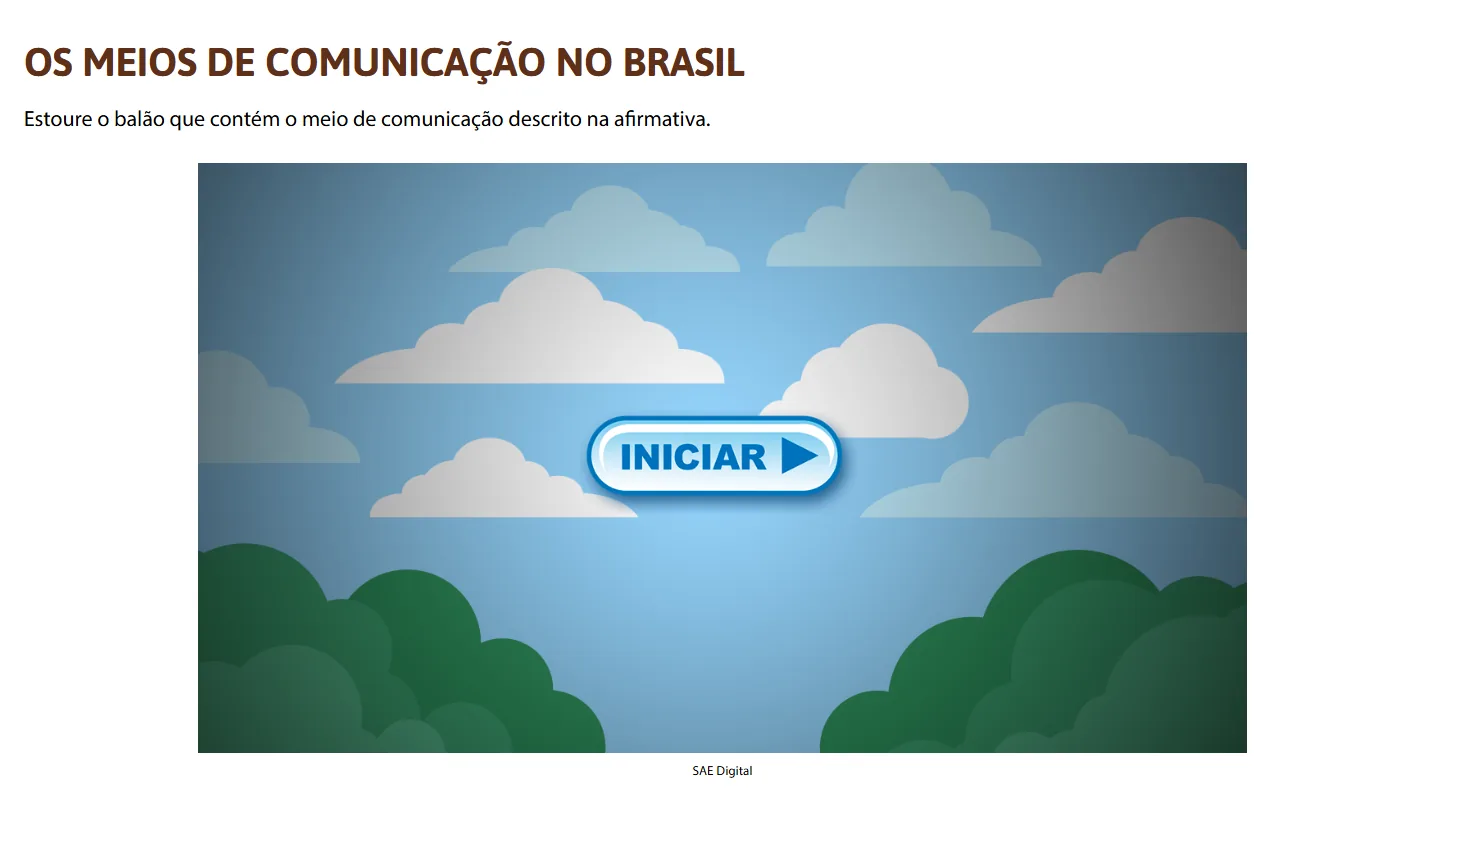 OS MEIOS DE COMUNICAÇÃO NO BRASIL
Estoure o balão que contém o meio de comunicação descrito na afirmativa.
INICIAR
SAE Digital